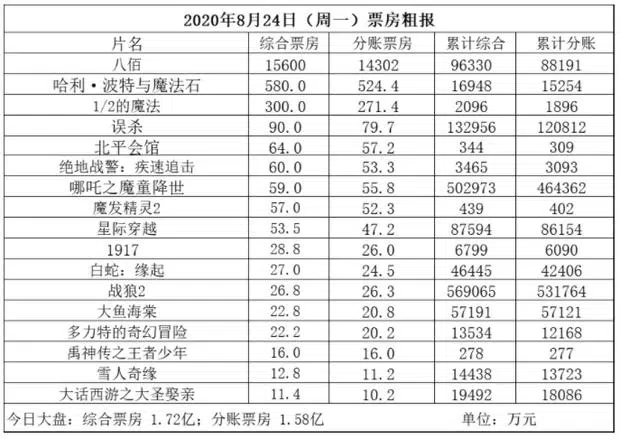 2020年8月24日（周一）票房粗报
片名 综合票房 分账票房 累计综合 累计分账
八佰 15600 14302 96330 88191
哈利·波特与魔法石 580.0 524.4 16948 15254
1/2的魔法 300.0 271.4 2096 1896
误杀 90.0 79.7 132956 120812
北平会馆 64.0 57.2 344 309
绝地战警：疾速追击 60.0 53.3 3465 3093
哪吒之魔童降世 59.0 55.8 502973 464362
魔发精灵2 57.0 52.3 439 402
星际穿越 53.5 47.2 87594 86154
1917 28.8 26.0 6799 6090
白蛇：缘起 27.0 24.5 46445 42406
战狼2 26.8 26.3 569065 531764
大鱼海棠 22.8 20.8 57191 57121
多力特的奇幻冒险 22.2 20.2 13534 12168
禹神传之王者少年 16.0 16.0 278 277
雪人奇缘 12.8 11.2 14438 13723
大话西游之大圣娶亲 11.4 10.2 19492 18086
今日大盘：综合票房 1.72亿；分账票房 1.58亿 单位：万元